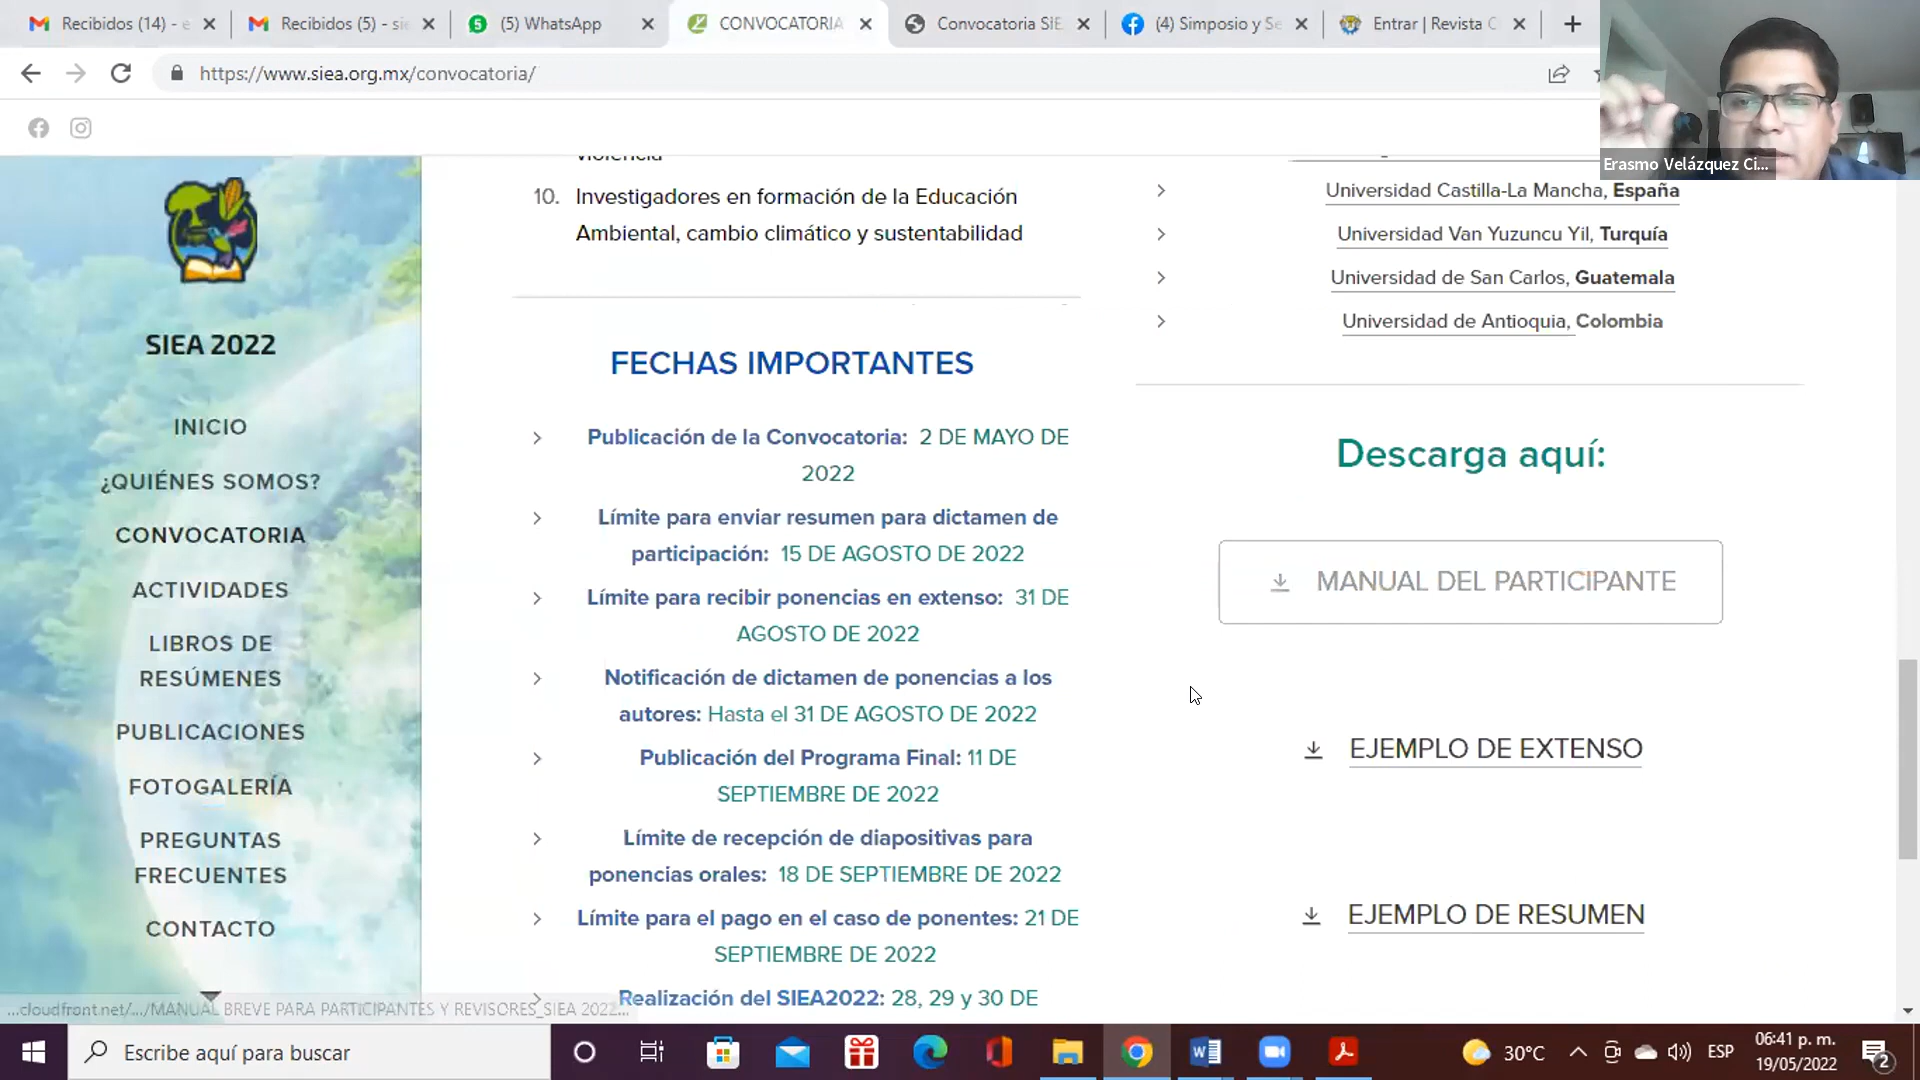 Recibidos (14) - e
Recibidos (5) - sie
(5) WhatsApp
CONVOCATORIA
Convocatoria SIE
(4) Simposio y Se
Entrar | Revista C
https://www.siea.org.mx/convocatoria/
Erasmo Velázquez Ci...
SIEA 2022
INICIO
¿QUIÉNES SOMOS?
CONVOCATORIA
ACTIVIDADES
LIBROS DE
RESÚMENES
PUBLICACIONES
FOTOGALERÍA
PREGUNTAS
FRECUENTES
CONTACTO
violencia
10. Investigadores en formación de la Educación
Ambiental, cambio climático y sustentabilidad
FECHAS IMPORTANTES
Publicación de la Convocatoria: 2 DE MAYO DE
2022
Límite para enviar resumen para dictamen de
participación: 15 DE AGOSTO DE 2022
Límite para recibir ponencias en extenso: 31 DE
AGOSTO DE 2022
Notificación de dictamen de ponencias a los
autores: Hasta el 31 DE AGOSTO DE 2022
Publicación del Programa Final: 11 DE
SEPTIEMBRE DE 2022
Límite de recepción de diapositivas para
ponencias orales: 18 DE SEPTIEMBRE DE 2022
Límite para el pago en el caso de ponentes: 21 DE
SEPTIEMBRE DE 2022
Realización del SIEA2022: 28, 29 y 30 DE
Universidad Castilla-La Mancha, España
Universidad Van Yuzuncu Yil, Turquía
Universidad de San Carlos, Guatemala
Universidad de Antioquia, Colombia
Descarga aquí:
MANUAL DEL PARTICIPANTE
EJEMPLO DE EXTENSO
EJEMPLO DE RESUMEN
...cloudfront.net/.../MANUAL BREVE PARA PARTICIPANTES Y REVISORES_SIEA 2022...
Escribe aquí para buscar
30°C
ESP
06:41 p. m.
19/05/2022
2